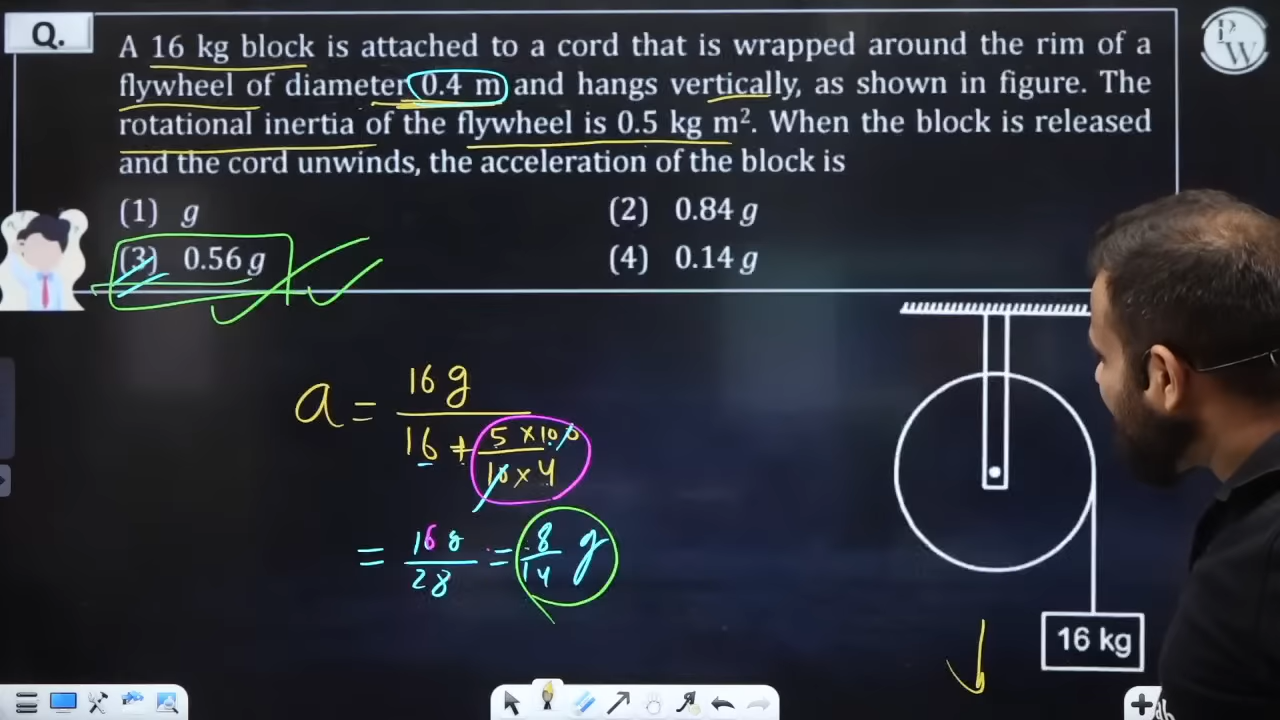 Q.
A 16 kg block is attached to a cord that is wrapped around the rim of a
flywheel of diameter 0.4 m and hangs vertically, as shown in figure. The
rotational inertia of the flywheel is 0.5 kg m². When the block is released
and the cord unwinds, the acceleration of the block is
(1) g
(2) 0.84 g
(3) 0.56 g
(4) 0.14 g
PW
a = 16 g
16 + 5 × 100
10 × 4
= 16 g = 8 g
28 14
16 kg